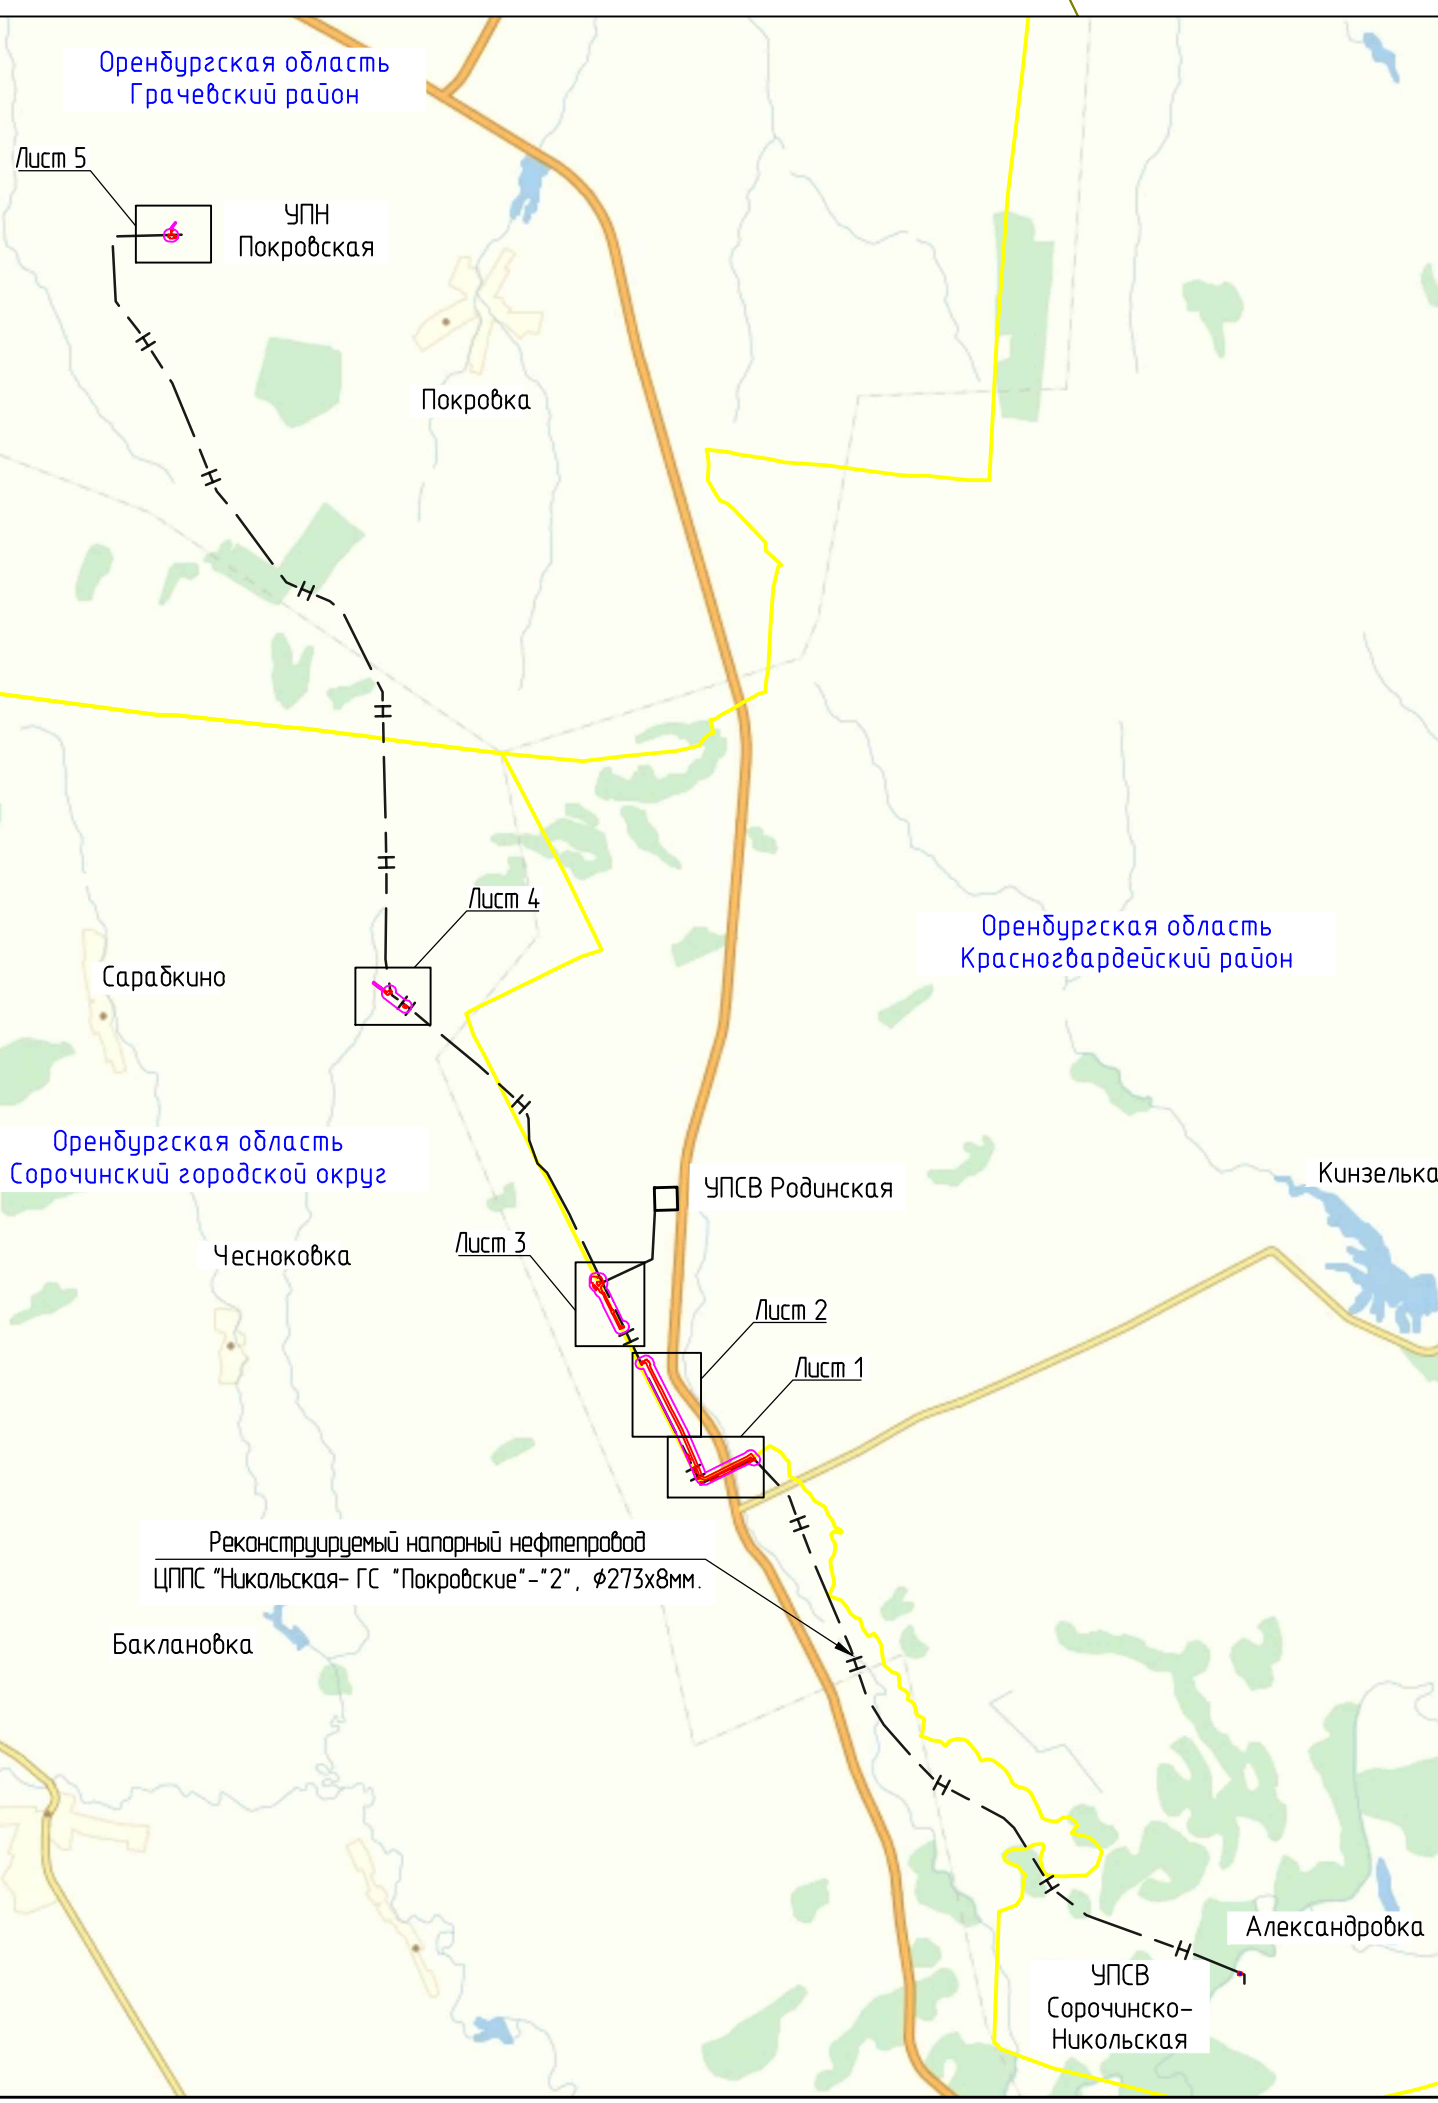 Оренбургская область
Грачевский район
Лист 5
УПН
Покровская
Покровка
Лист 4
Оренбургская область
Красногвардейский район
Сарабкино
Оренбургская область
Сорочинский городской округ
Кинзелька
УПСВ Родинская
Лист 3
Чесноковка
Лист 2
Лист 1
Реконструируемый напорный нефтепровод
ЦППС "Никольская- ГС "Покровские"-"2", Ф273х8мм.
Баклановка
Александровка
УПСВ
Сорочинско-
Никольская